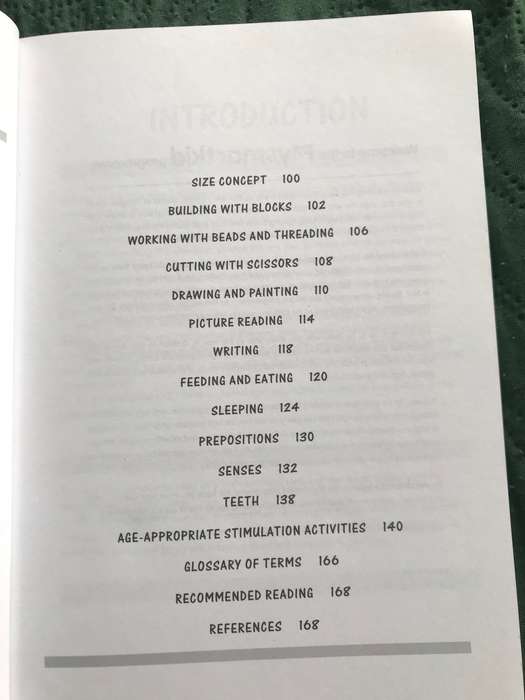 SIZE CONCEPT 100
BUILDING WITH BLOCKS 102
WORKING WITH BEADS AND THREADING 106
CUTTING WITH SCISSORS 108
DRAWING AND PAINTING 110
PICTURE READING 114
WRITING 118
FEEDING AND EATING 120
SLEEPING 124
PREPOSITIONS 130
SENSES 132
TEETH 138
AGE-APPROPRIATE STIMULATION ACTIVITIES 140
GLOSSARY OF TERMS 166
RECOMMENDED READING 168
REFERENCES 168